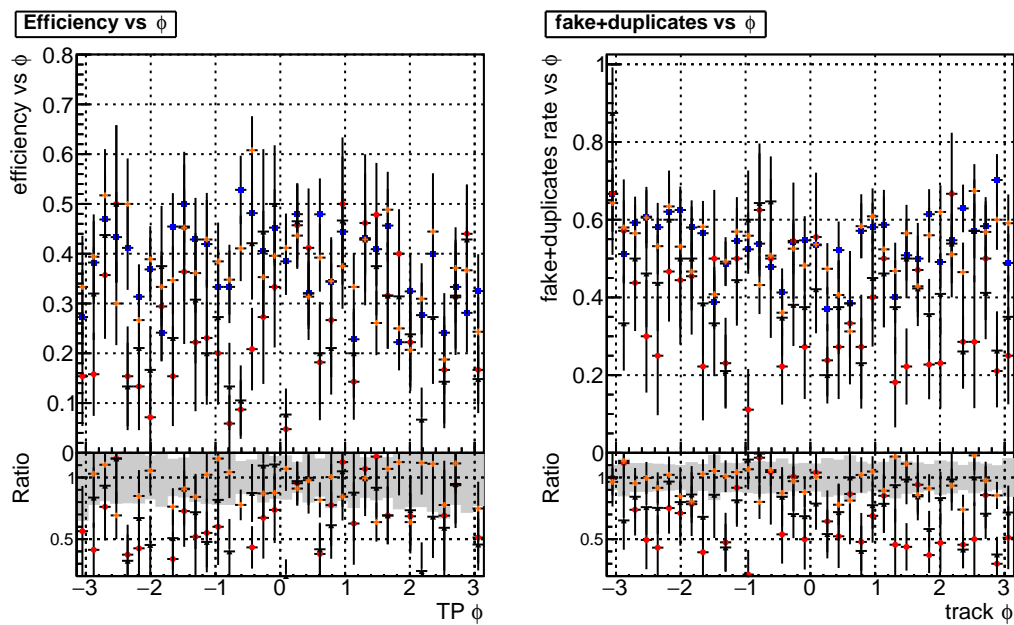 Efficiency vs ϕ
efficiency vs ϕ
0.8
0.7
0.6
0.5
0.4
0.3
0.2
0.1
0
Ratio
1
0.5
−3 −2 −1 0 1 2 3
TP ϕ
fake+duplicates vs ϕ
fake+duplicates rate vs ϕ
1
0.8
0.6
0.4
0.2
0
Ratio
1
0.5
−3 −2 −1 0 1 2 3
track ϕ